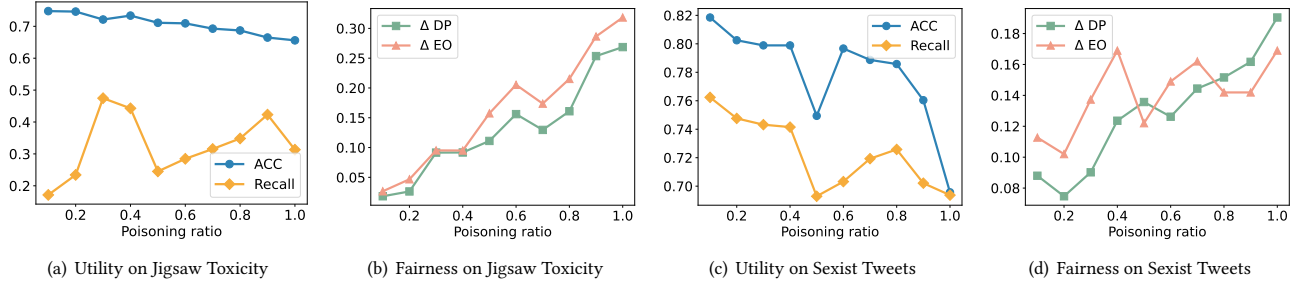 0.7
0.6
0.5
0.4
0.3
0.2
ACC
Recall
0.2 0.4 0.6 0.8 1.0
Poisoning ratio
(a) Utility on Jigsaw Toxicity
0.30
0.25
0.20
0.15
0.10
0.05
Δ DP
Δ EO
0.2 0.4 0.6 0.8 1.0
Poisoning ratio
(b) Fairness on Jigsaw Toxicity
0.82
0.80
0.78
0.76
0.74
0.72
0.70
ACC
Recall
0.2 0.4 0.6 0.8 1.0
Poisoning ratio
(c) Utility on Sexist Tweets
0.18
0.16
0.14
0.12
0.10
0.08
Δ DP
Δ EO
0.2 0.4 0.6 0.8 1.0
Poisoning ratio
(d) Fairness on Sexist Tweets